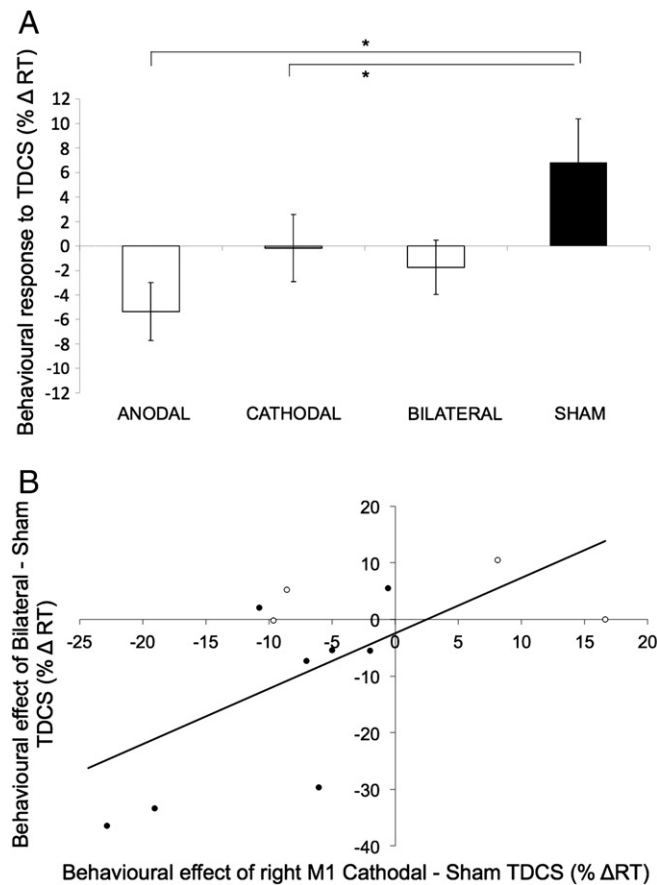 A
Behavioural response to TDCS (% Δ RT)
*
*
12
10
8
6
4
2
0
-2
-4
-6
-8
-10
-12
ANODAL CATHODAL BILATERAL SHAM
B
Behavioural effect of Bilateral - Sham
TDCS (% Δ RT)
20
10
0
-10
-20
-30
-40
-25 -20 -15 -10 -5 0 5 10 15 20
Behavioural effect of right M1 Cathodal - Sham TDCS (% ΔRT)